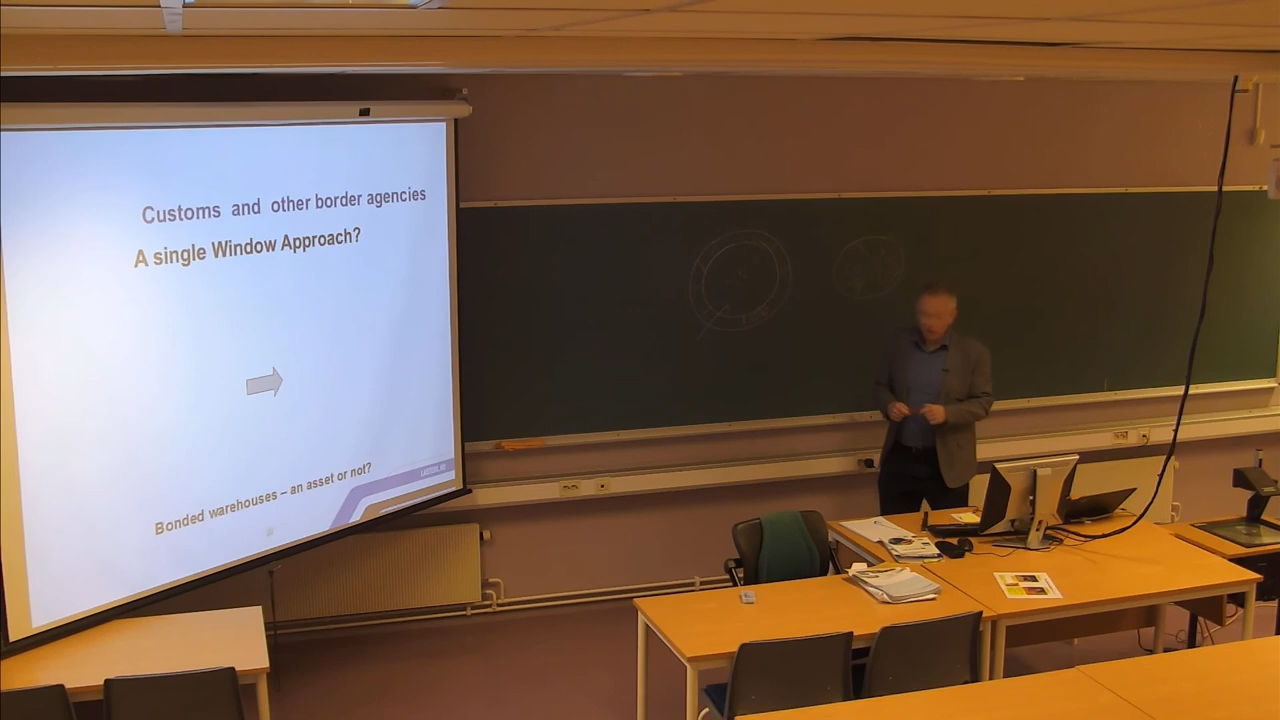 Customs and other border agencies
A single Window Approach?
Bonded warehouses – an asset or not?